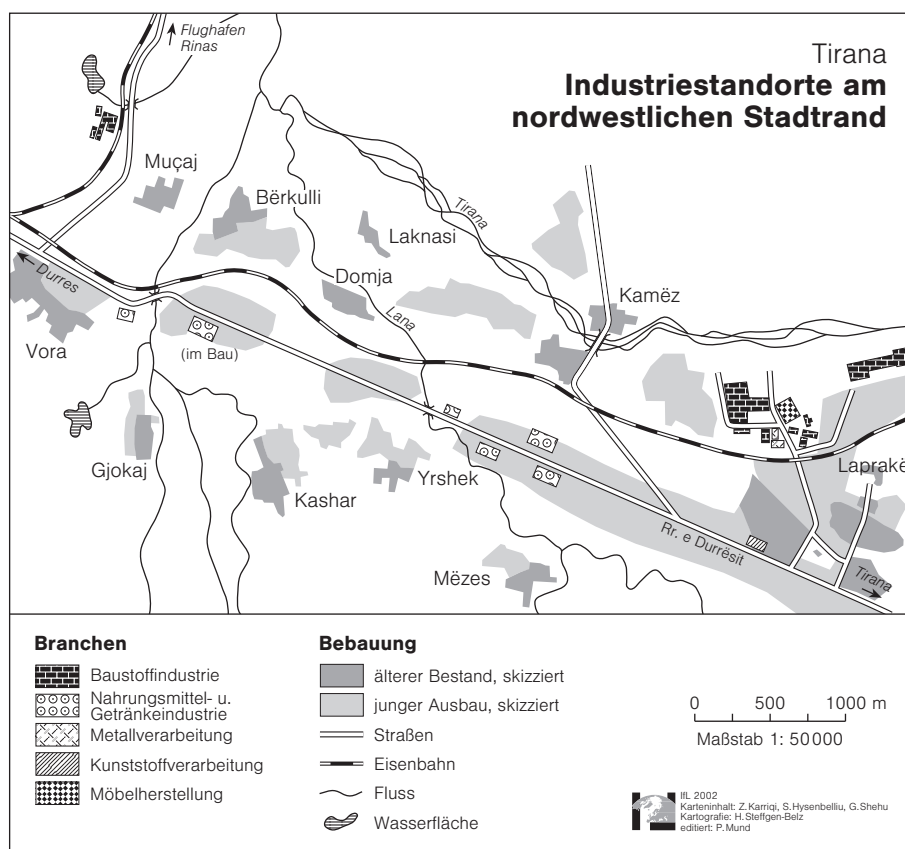 Flughafen
Rinas
Tirana
Industriestandorte am
nordwestlichen Stadtrand
Muçaj
Bërkulli
Tirana
Laknasi
Domja
Kamëz
Durres
Lana
Vora
(im Bau)
Gjokaj
Kashar
Yrshek
Laprakë
Rr. e Durrësit
Mëzes
Tirana
Branchen
Baustoffindustrie
Nahrungsmittel- u.
Getränkeindustrie
Metallverarbeitung
Kunststoffverarbeitung
Möbelherstellung
Bebauung
älterer Bestand, skizziert
junger Ausbau, skizziert
Straßen
Eisenbahn
Fluss
Wasserfläche
0 500 1000 m
Maßstab 1: 50 000
IfL 2002
Karteninhalt: Z. Karriqi, S. Hysenbelliu, G. Shehu
Kartografie: H. Steffgen-Belz
editiert: P. Mund